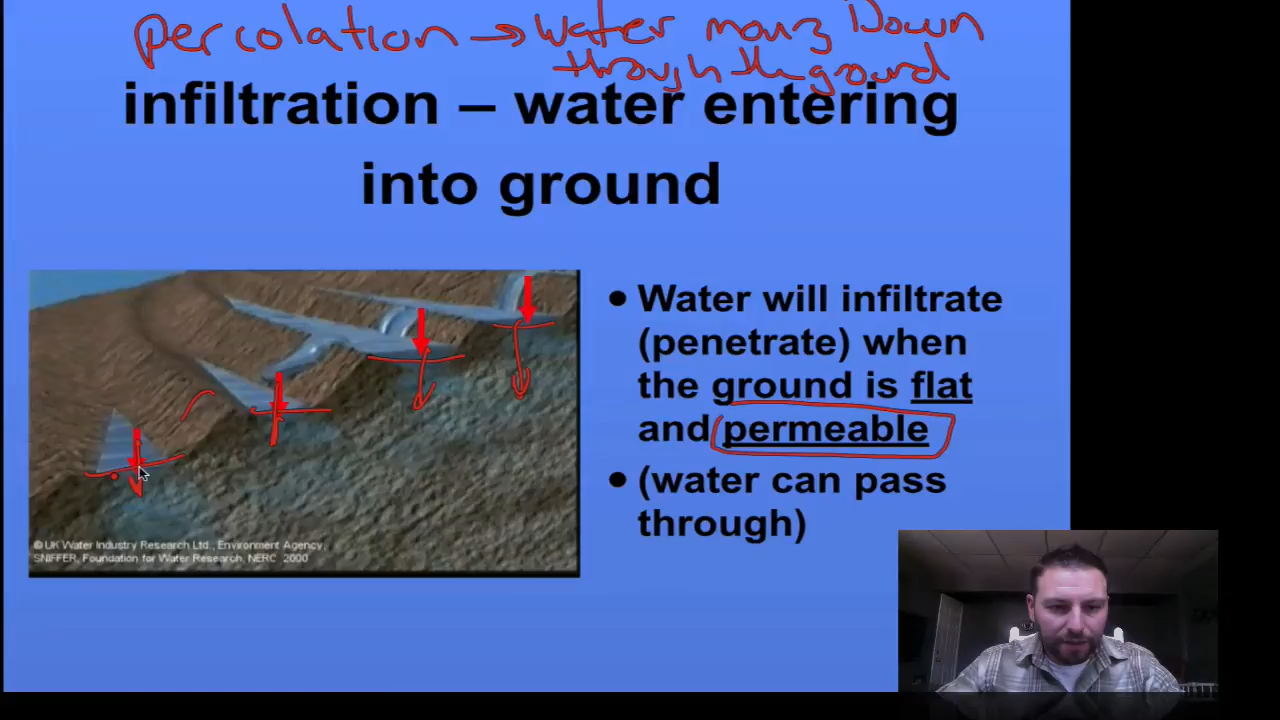 percolation → water moving Down
through the ground
infiltration – water entering
into ground
• Water will infiltrate
(penetrate) when
the ground is flat
and permeable
• (water can pass
through)
© UK Water Industry Research Ltd., Environment Agency,
SNIFFER, Foundation for Water Research, NERC 2000